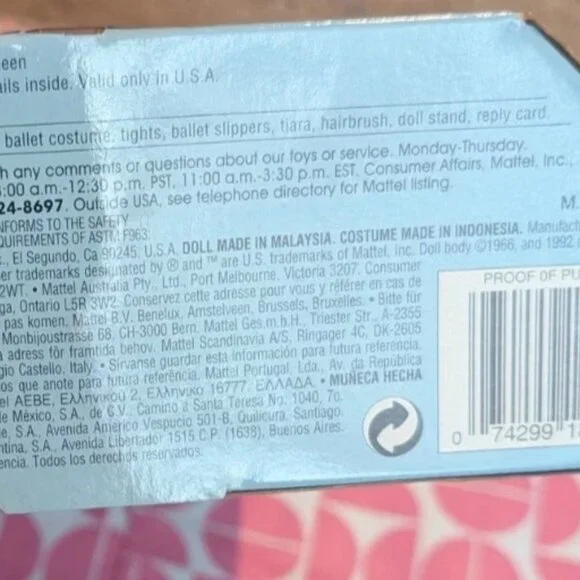 een
ails inside. Valid only in U.S.A.
ballet costume, tights, ballet slippers, tiara, hairbrush, doll stand, reply card.
h any comments or questions about our toys or service. Monday-Thursday.
:00 a.m.-12:30 p.m. PST, 11:00 a.m.-3:30 p.m. EST. Consumer Affairs, Mattel, Inc.,
24-8697. Outside USA, see telephone directory for Mattel listing.
NFORMS TO THE SAFETY
QUIREMENTS OF ASTM F963
M.
., El Segundo, Ca 90245, U.S.A. DOLL MADE IN MALAYSIA. COSTUME MADE IN INDONESIA. Manufact
er trademarks designated by ® and ™ are U.S. trademarks of Mattel, Inc. Doll body ©1966, and 1992
2WT. • Mattel Australia Pty., Ltd., Port Melbourne, Victoria 3207. Consumer
ga, Ontario L5R 3W2. Conservez cette adresse pour vous y référer en cas de
pas komen. Mattel B.V. Benelux, Amstelveen, Brussels, Bruxelles. • Bitte für
Monbijoustrasse 68, CH-3000 Bern. Mattel Ges.m.b.H., Triester Str., A-2355
a adress för framtida behov. Mattel Scandinavia A/S, Ringager 4C, DK-2605
gio Castello, Italy. • Sírvanse guardar esta información para futura referencia.
os que anote para futura referência. Mattel Portugal, Lda., Av. da República
el AEBE, Ελληνικού 2, Ελληνικο 16777. ΕΛΛΑΔΑ. • MUÑECA HECHA
de México, S.A., de C.V., Camino a Santa Teresa No. 1040, 7o.
e, S.A., Avenida Américo Vespucio 501-B, Quilicura, Santiago.
ntina, S.A., Avenida Libertador 1515 C.P. (1638), Buenos Aires.
encia. Todos los derechos reservados.
PROOF OF PU
0 74299 1